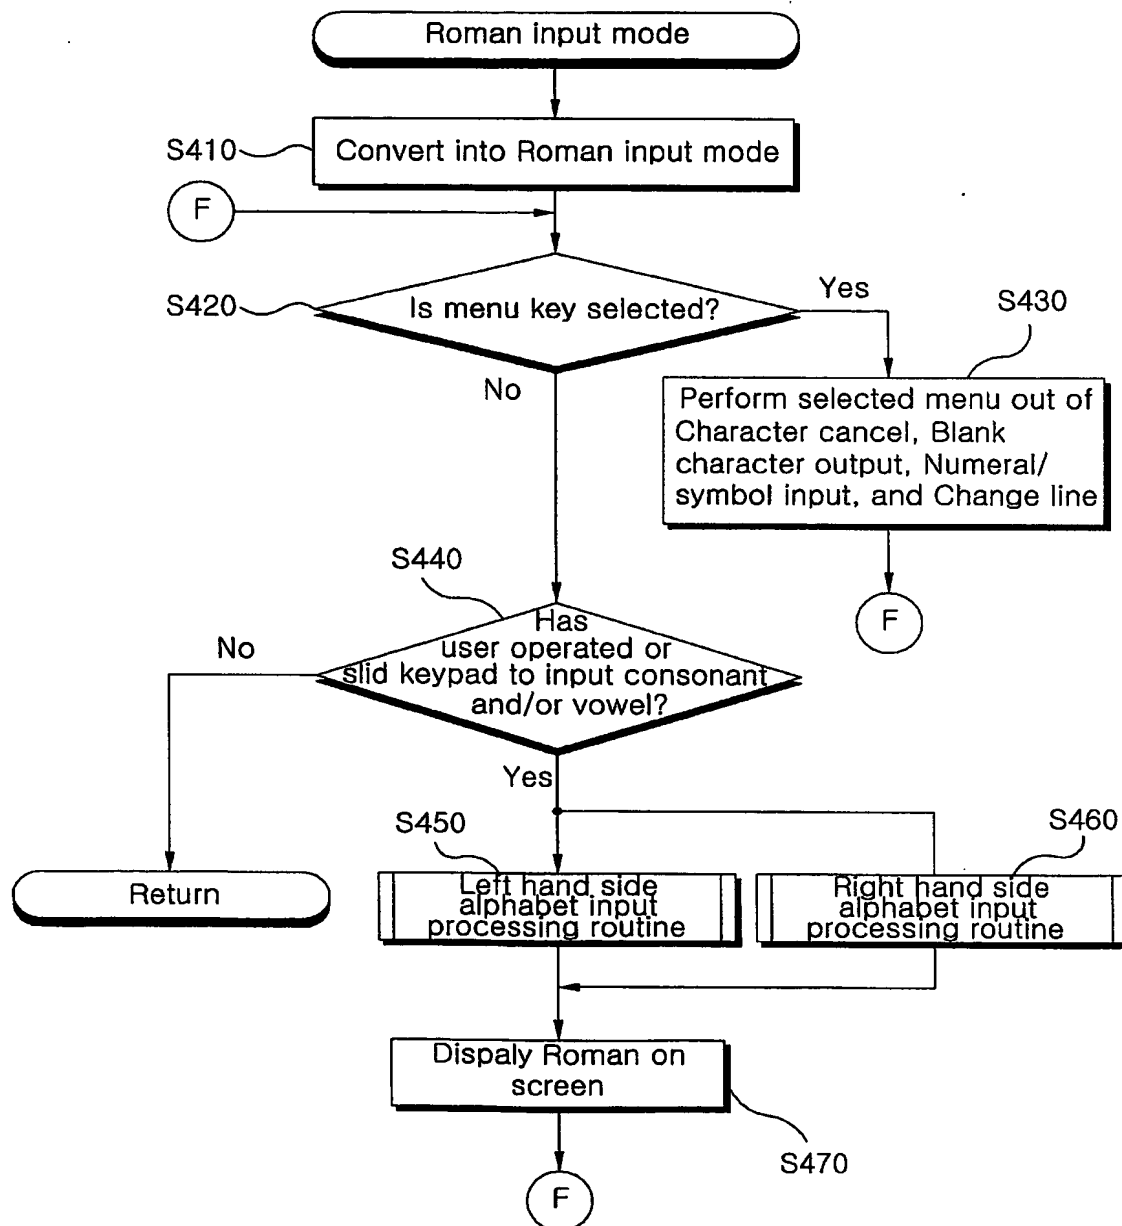 Roman input mode
S410
Convert into Roman input mode
F
S420
Is menu key selected?
Yes
S430
No
Perform selected menu out of
Character cancel, Blank
character output, Numeral/
symbol input, and Change line
F
S440
Has
user operated or
slid keypad to input consonant
and/or vowel?
No
Yes
Return
S450
Left hand side
alphabet input
processing routine
S460
Right hand side
alphabet input
processing routine
Dispaly Roman on
screen
S470
F